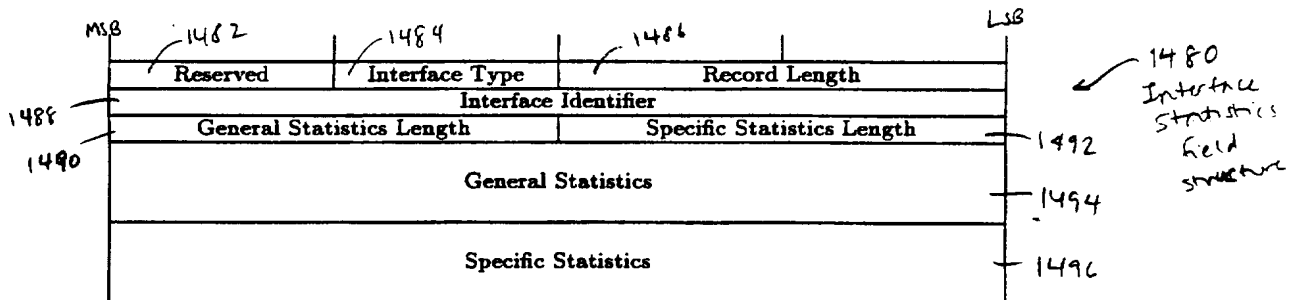 MSB
LSB
1482
1484
1486
Reserved
Interface Type
Record Length
1480
Interface
Statistics
field
structure
1488
Interface Identifier
General Statistics Length
Specific Statistics Length
1490
1492
General Statistics
1494
Specific Statistics
1496